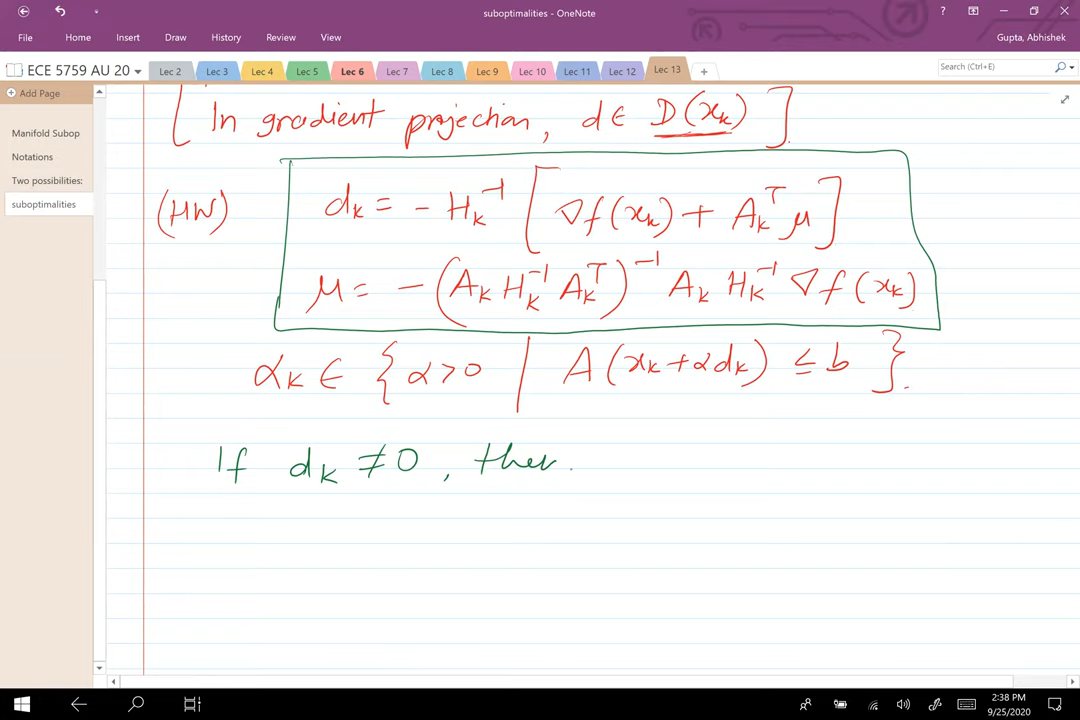 suboptimalities - OneNote
Gupta, Abhishek
File Home Insert Draw History Review View
ECE 5759 AU 20 Lec 2 Lec 3 Lec 4 Lec 5 Lec 6 Lec 7 Lec 8 Lec 9 Lec 10 Lec 11 Lec 12 Lec 13
Search (Ctrl+E)
Add Page
Manifold Subop
Notations
Two possibilities:
suboptimalities
[In gradient projection, d ∈ D(x_k)].
(HW) d_k = - H_k^{-1} [∇f(x_k) + A_k^T μ]
μ = - (A_k H_k^{-1} A_k^T)^{-1} A_k H_k^{-1} ∇f(x_k)
α_k ∈ {α > 0 | A(x_k + α d_k) ≤ b}.
If d_k ≠ 0, then
2:38 PM
9/25/2020